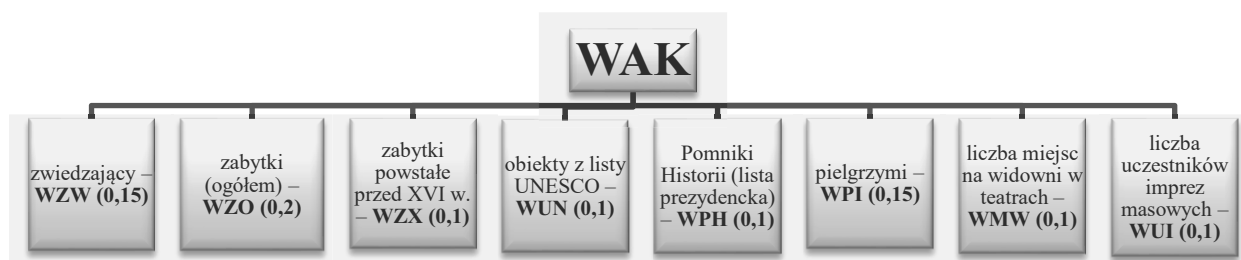 WAK
zwiedzający –
WZW (0,15)
zabytki
(ogółem) –
WZO (0,2)
zabytki
powstałe
przed XVI w.
– WZX (0,1)
obiekty z listy
UNESCO –
WUN (0,1)
Pomniki
Historii (lista
prezydencka)
– WPH (0,1)
pielgrzymi –
WPI (0,15)
liczba miejsc
na widowni w
teatrach –
WMW (0,1)
liczba
uczestników
imprez
masowych –
WUI (0,1)